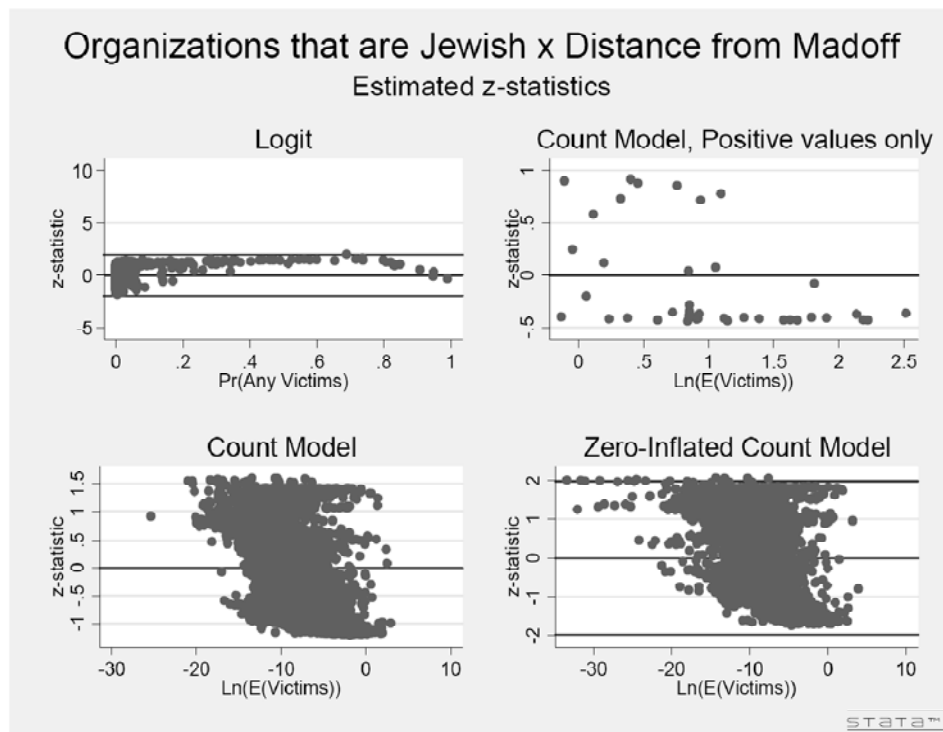 Organizations that are Jewish x Distance from Madoff
Estimated z-statistics
Logit
z-statistic
10
5
0
-5
0 .2 .4 .6 .8 1
Pr(Any Victims)
Count Model, Positive values only
z-statistic
1
.5
0
-.5
0 .5 1 1.5 2 2.5
Ln(E(Victims))
Count Model
z-statistic
1.5
1
.5
0
-.5
-1
-30 -20 -10 0 10
Ln(E(Victims))
Zero-Inflated Count Model
z-statistic
2
1
0
-1
-2
-30 -20 -10 0 10
Ln(E(Victims))
STATA™